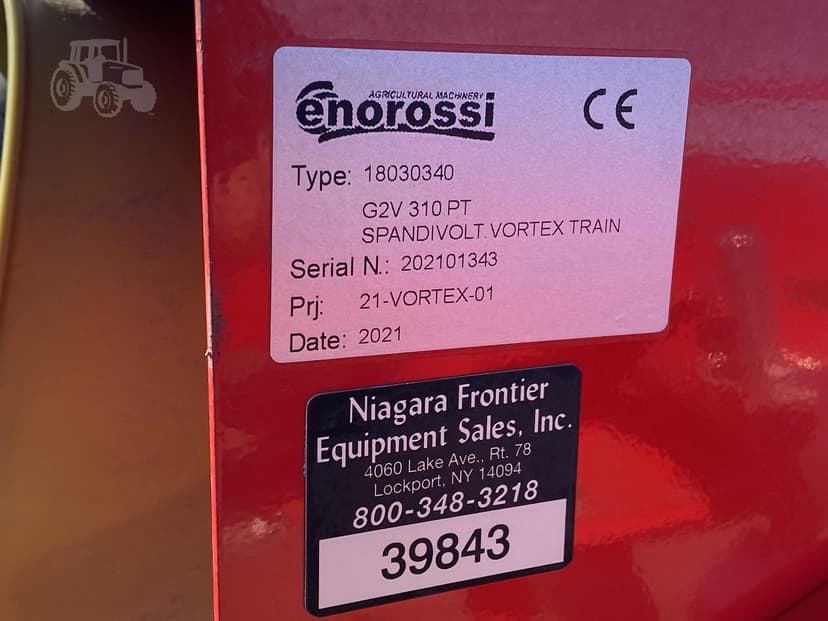 AGRICULTURAL MACHINERY
enorossi
CE
Type: 18030340
G2V 310 PT
SPANDIVOLT.VORTEX TRAIN
Serial N.: 202101343
Prj: 21-VORTEX-01
Date: 2021
Niagara Frontier
Equipment Sales, Inc.
4060 Lake Ave., Rt. 78
Lockport, NY 14094
800-348-3218
39843